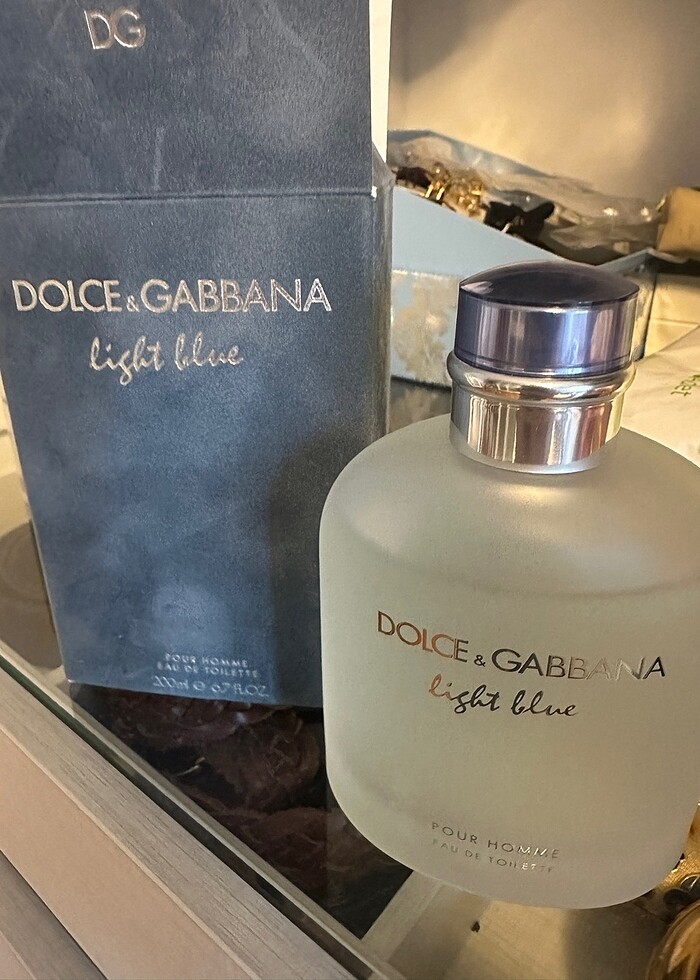 DG
DOLCE & GABBANA
light blue
POUR HOMME
EAU DE TOILETTE
200ml ℮ 6.7 FL.OZ.
DOLCE & GABBANA
light blue
POUR HOMME
EAU DE TOILETTE